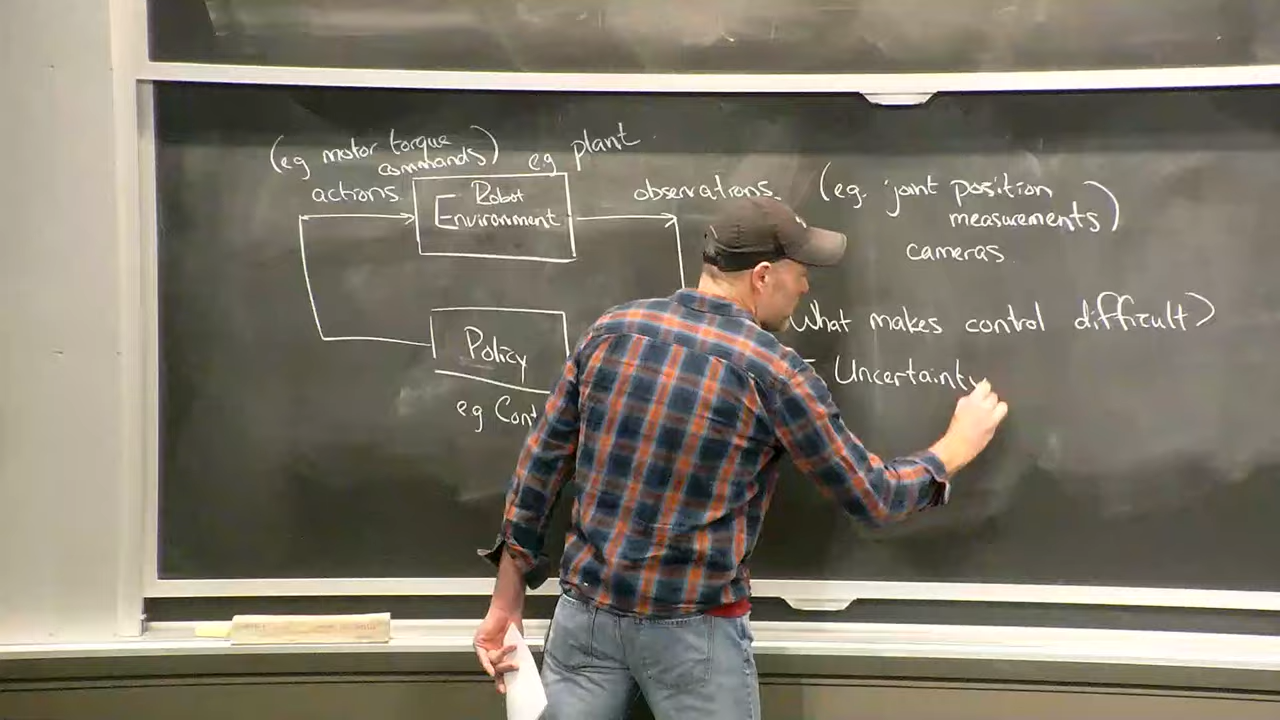 (eg motor torque
commands)
eg plant
actions
Robot
Environment
observations
(eg. joint position
measurements)
cameras
Policy
eg
What makes control difficult?
- Uncertainty